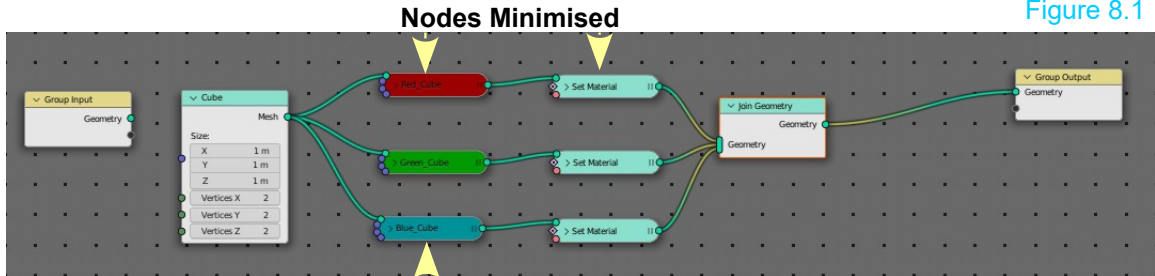 Figure 8.1
Nodes Minimised
Group Input
Geometry
Cube
Mesh
Size:
X 1 m
Y 1 m
Z 1 m
Vertices X 2
Vertices Y 2
Vertices Z 2
Red_Cube
Green_Cube
Blue_Cube
Set Material
Set Material
Set Material
Join Geometry
Geometry
Geometry
Group Output
Geometry